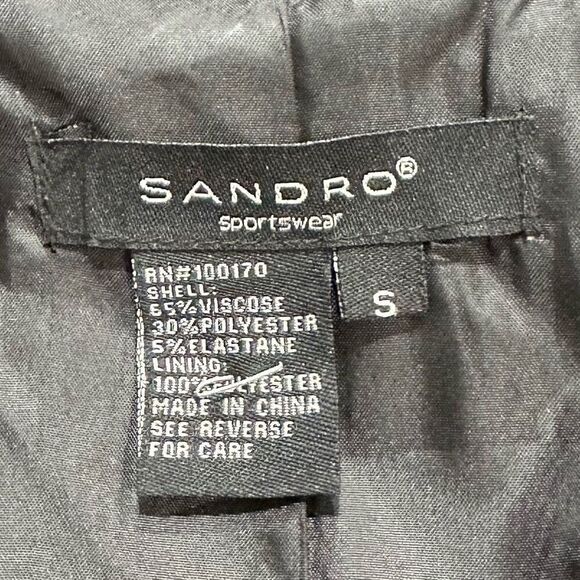 SANDRO®
sportswear
S
RN#100170
SHELL:
65%VISCOSE
30%POLYESTER
5%ELASTANE
LINING:
100%POLYESTER
MADE IN CHINA
SEE REVERSE
FOR CARE